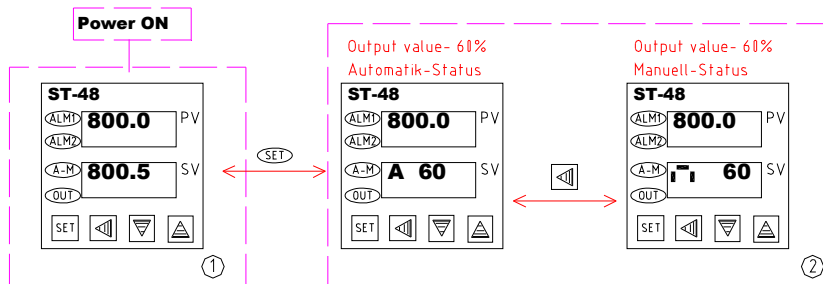 Power ON
Output value- 60%
Automatik-Status
Output value- 60%
Manuell-Status
ST-48
ALM1
800.0
PV
ALM2
A-M
800.5
SV
OUT
SET
1
SET
ST-48
ALM1
800.0
PV
ALM2
A-M
A 60
SV
OUT
SET
ST-48
ALM1
800.0
PV
ALM2
A-M
60
SV
OUT
SET
2